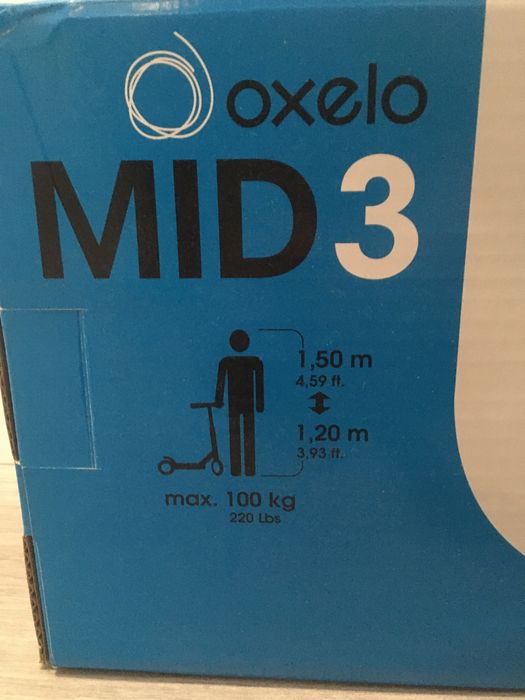 oxelo
MID 3
1,50 m
4,59 ft.
1,20 m
3,93 ft.
max. 100 kg
220 Lbs